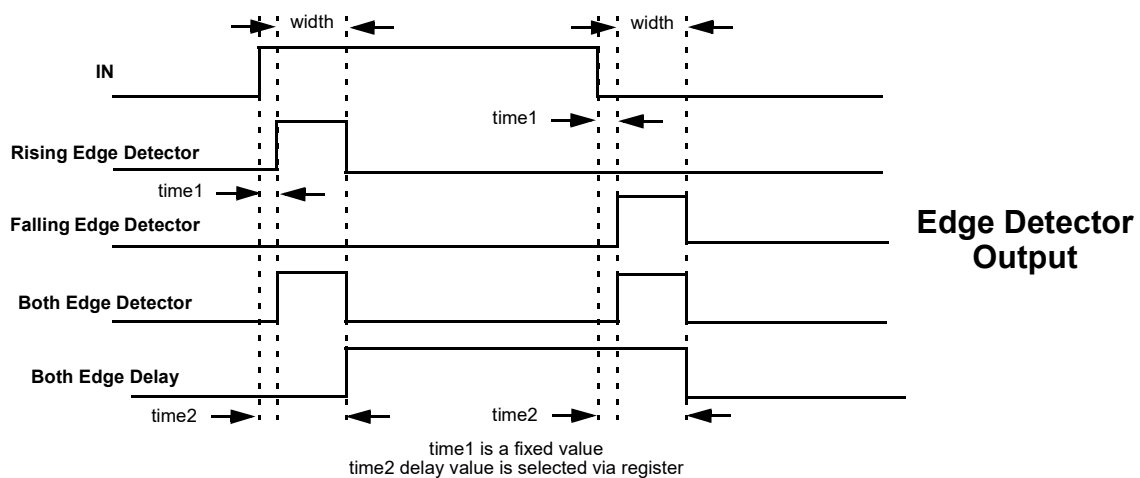 width
width
IN
time1
Rising Edge Detector
time1
Falling Edge Detector
Edge Detector
Output
Both Edge Detector
Both Edge Delay
time2
time2
time1 is a fixed value
time2 delay value is selected via register